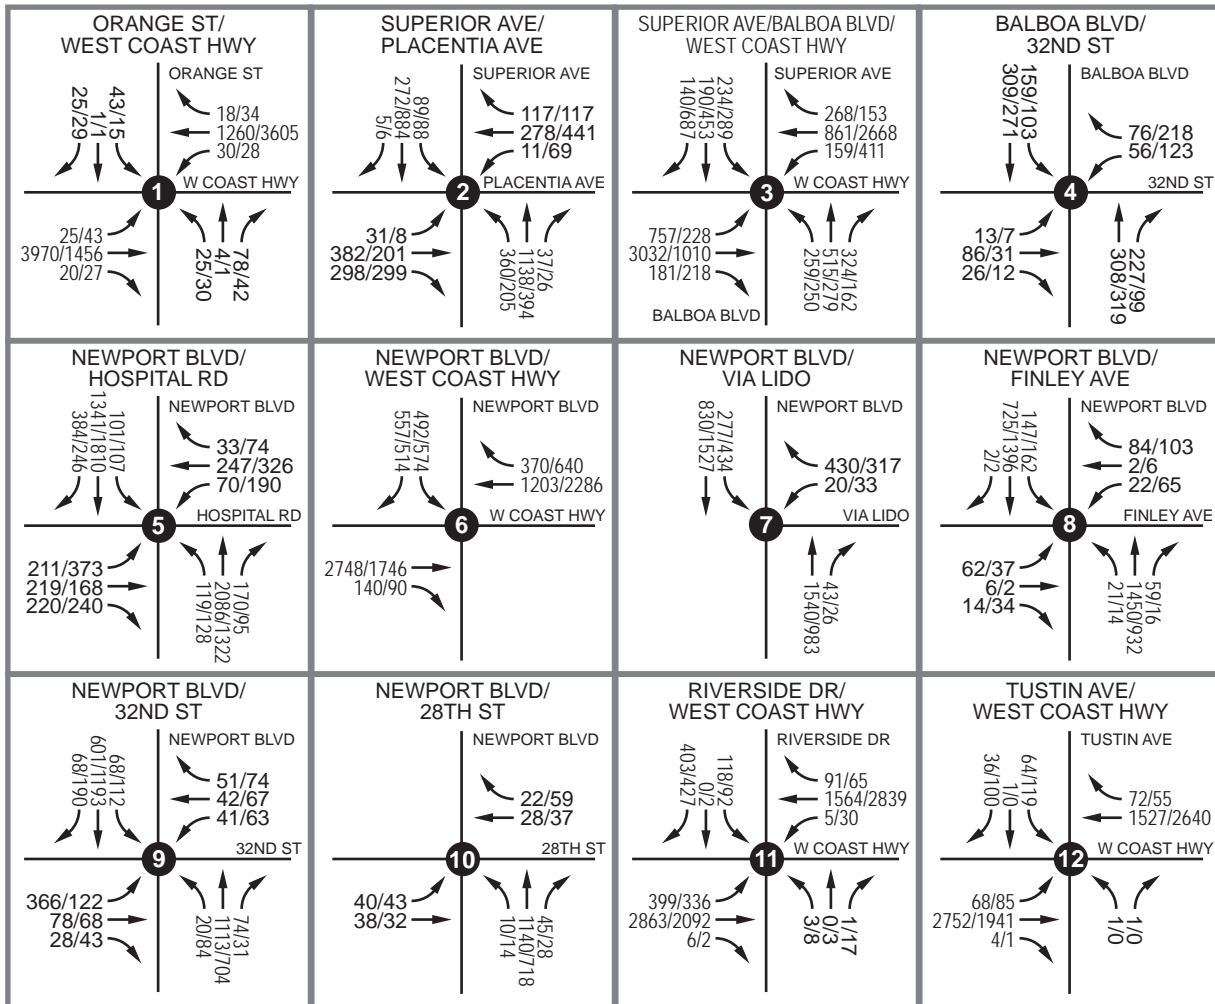 ORANGE ST/
WEST COAST HWY
ORANGE ST
25/29
1/1
43/15
18/34
1260/3605
30/28
1
W COAST HWY
25/43
3970/1456
20/27
25/30
4/1
78/42
SUPERIOR AVE/
PLACENTIA AVE
SUPERIOR AVE
5/6
272/884
89/88
117/117
278/441
11/69
2
PLACENTIA AVE
31/8
382/201
298/299
360/205
1138/394
37/26
SUPERIOR AVE/BALBOA BLVD/
WEST COAST HWY
SUPERIOR AVE
140/687
190/453
234/289
268/153
861/2668
159/411
3
W COAST HWY
757/228
3032/1010
181/218
259/250
515/279
324/162
BALBOA BLVD
BALBOA BLVD/
32ND ST
BALBOA BLVD
309/271
159/103
76/218
56/123
4
32ND ST
13/7
86/31
26/12
308/319
227/99
NEWPORT BLVD/
HOSPITAL RD
NEWPORT BLVD
384/246
1341/1810
101/107
33/74
247/326
70/190
5
HOSPITAL RD
211/373
219/168
220/240
119/128
2086/1322
170/95
NEWPORT BLVD/
WEST COAST HWY
NEWPORT BLVD
557/514
492/574
370/640
1203/2286
6
W COAST HWY
2748/1746
140/90
NEWPORT BLVD/
VIA LIDO
NEWPORT BLVD
830/1527
277/434
430/317
20/33
7
VIA LIDO
1540/983
43/26
NEWPORT BLVD/
FINLEY AVE
NEWPORT BLVD
2/2
725/1396
147/162
84/103
2/6
22/65
8
FINLEY AVE
62/37
6/2
14/34
21/14
1450/932
59/16
NEWPORT BLVD/
32ND ST
NEWPORT BLVD
68/190
601/1193
68/112
51/74
42/67
41/63
9
32ND ST
366/122
78/68
28/43
20/84
1113/704
74/31
NEWPORT BLVD/
28TH ST
NEWPORT BLVD
22/59
28/37
10
28TH ST
40/43
38/32
10/14
1140/718
45/28
RIVERSIDE DR/
WEST COAST HWY
RIVERSIDE DR
403/427
0/2
118/92
91/65
1564/2839
5/30
11
W COAST HWY
399/336
2863/2092
6/2
3/8
0/3
1/17
TUSTIN AVE/
WEST COAST HWY
TUSTIN AVE
36/100
1/0
64/119
72/55
1527/2640
12
W COAST HWY
68/85
2752/1941
4/1
1/0
1/0